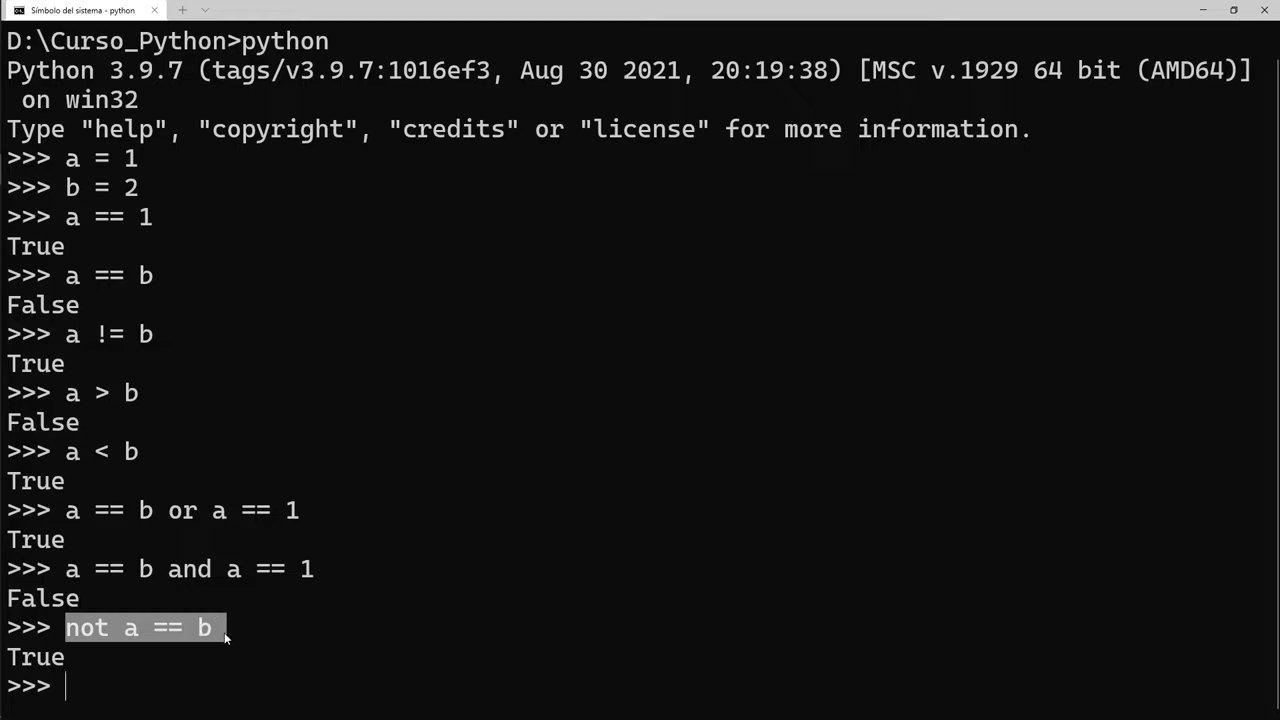 Símbolo del sistema - python
D:\Curso_Python>python
Python 3.9.7 (tags/v3.9.7:1016ef3, Aug 30 2021, 20:19:38) [MSC v.1929 64 bit (AMD64)]
 on win32
Type "help", "copyright", "credits" or "license" for more information.
>>> a = 1
>>> b = 2
>>> a == 1
True
>>> a == b
False
>>> a != b
True
>>> a > b
False
>>> a < b
True
>>> a == b or a == 1
True
>>> a == b and a == 1
False
>>> not a == b
True
>>>